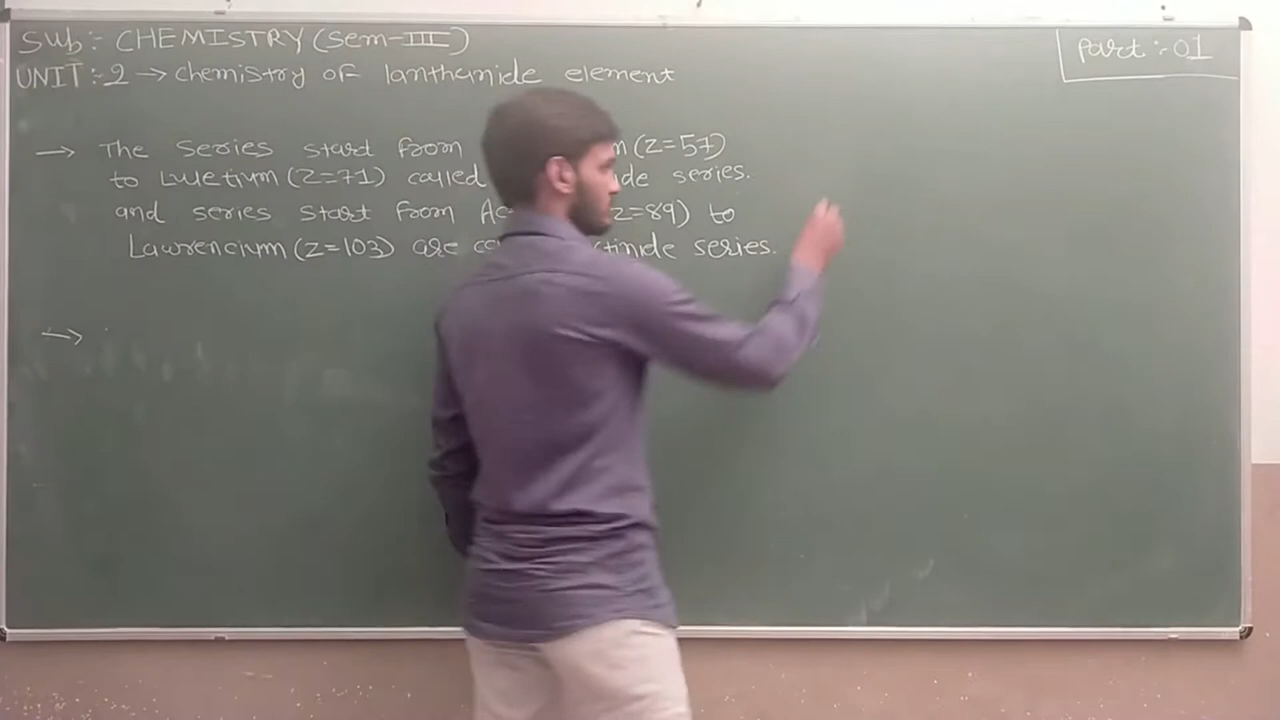 Sub:- CHEMISTRY (Sem-III)
Part:-01
UNIT:-2 → Chemistry of lanthanide element
→ The series start from m (Z=57)
to Lutetium (Z=71) called ide series.
and series start from Ac (Z=89) to
Lawrencium (Z=103) are ctinide series.
→